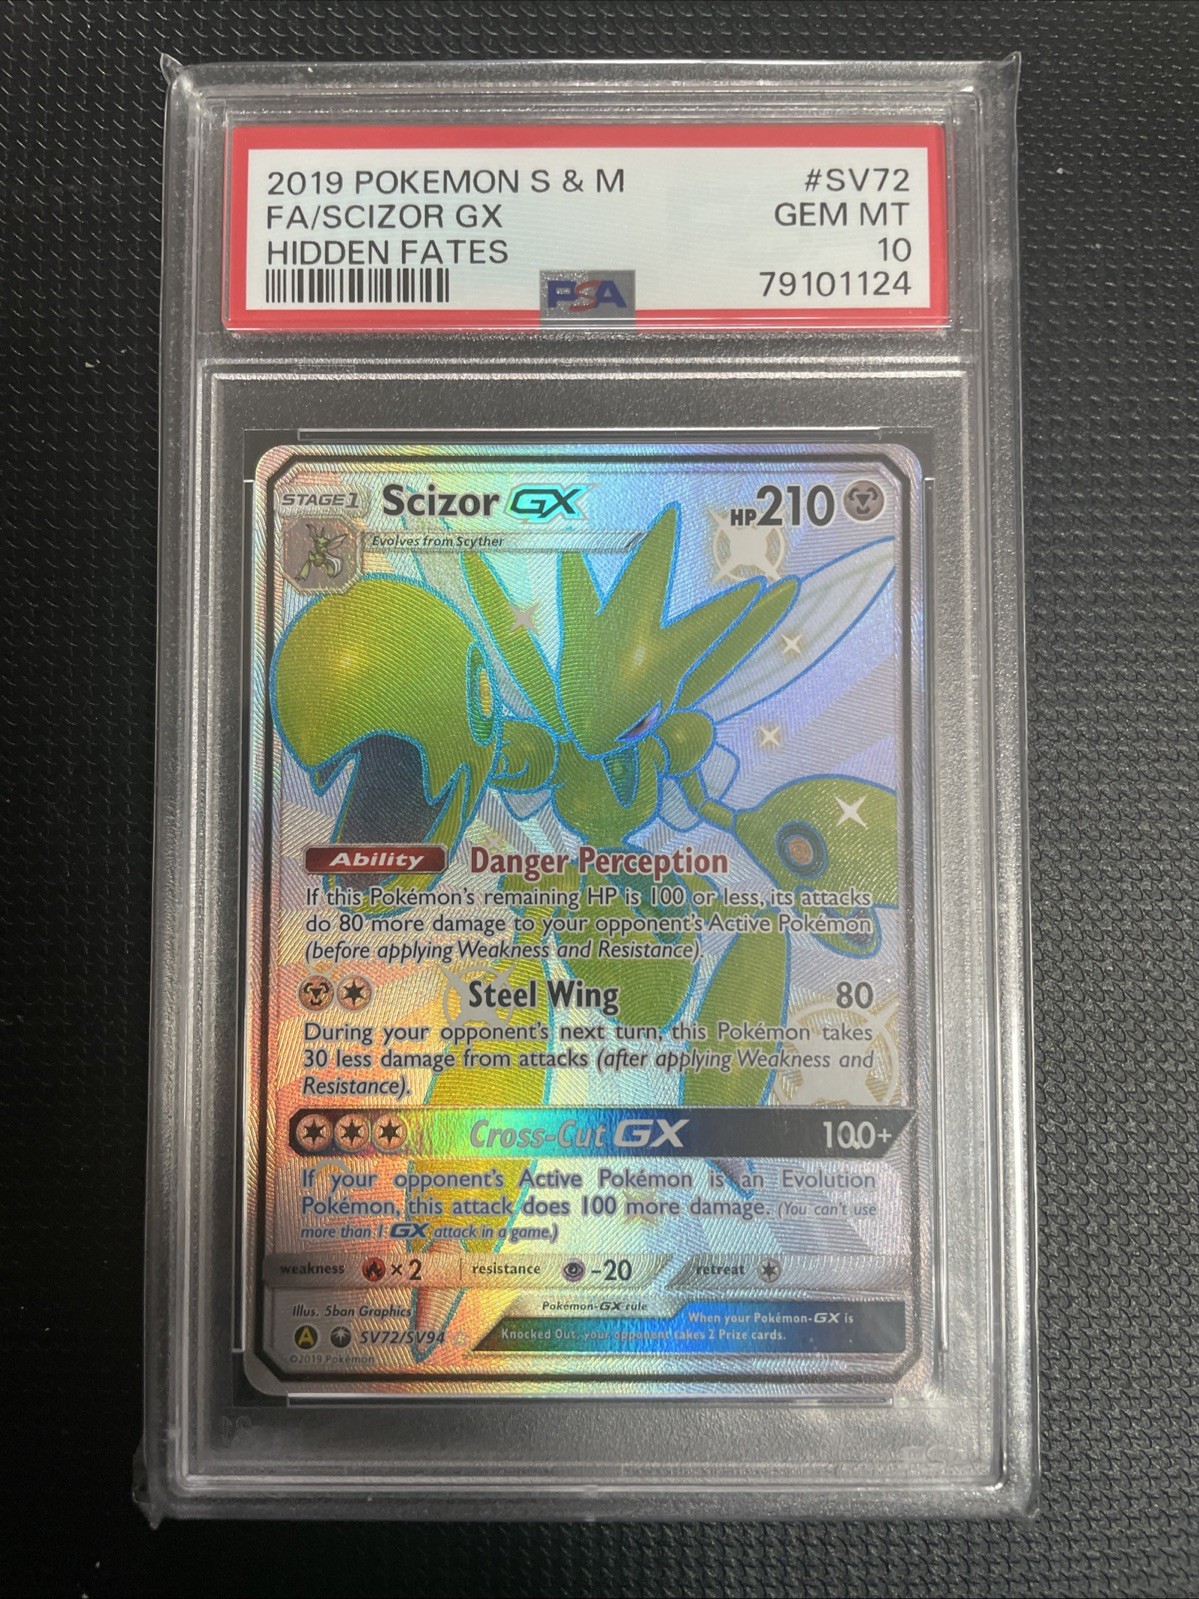 2019 POKEMON S & M #SV72
FA/SCIZOR GX GEM MT
HIDDEN FATES 10
79101124
PSA
STAGE 1 Scizor GX HP 210
Evolves from Scyther
Ability Danger Perception
If this Pokémon's remaining HP is 100 or less, its attacks
do 80 more damage to your opponent's Active Pokémon
(before applying Weakness and Resistance).
Steel Wing 80
During your opponent's next turn, this Pokémon takes
30 less damage from attacks (after applying Weakness and
Resistance).
Cross-Cut GX 100+
If your opponent's Active Pokémon is an Evolution
Pokémon, this attack does 100 more damage. (You can't use
more than 1 GX attack in a game.)
weakness ×2 resistance -20 retreat
Illus. 5ban Graphics Pokémon-GX rule When your Pokémon-GX is
A SV72/SV94 Knocked Out, your opponent takes 2 Prize cards.
©2019 Pokémon